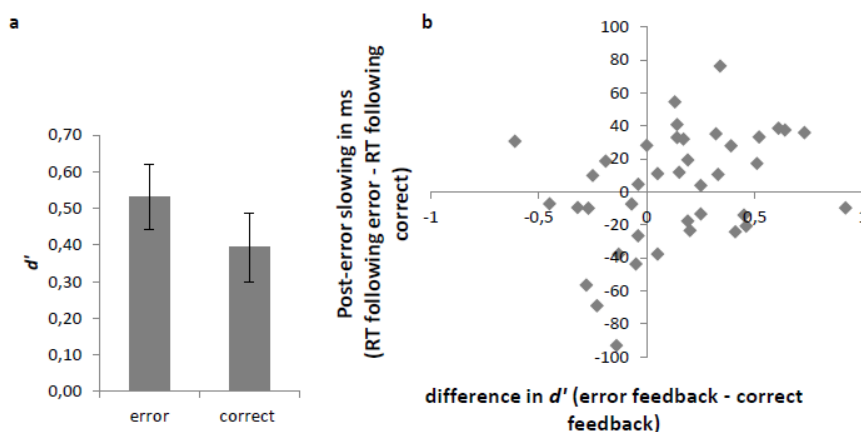 a
0,70
0,60
0,50
0,40
0,30
0,20
0,10
0,00
d'
error
correct
b
Post-error slowing in ms
(RT following error - RT following
correct)
100
80
60
40
20
0
-20
-40
-60
-80
-100
-1
-0,5
0
0,5
1
difference in d' (error feedback - correct
feedback)